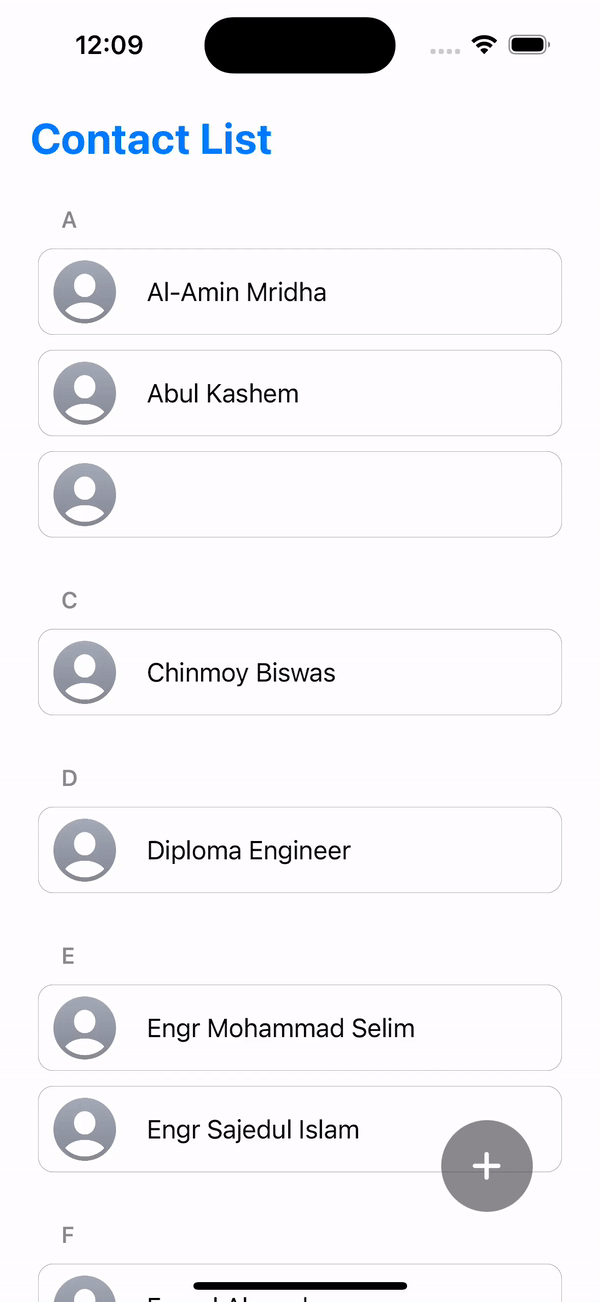 12:09
Contact List
A
Al-Amin Mridha
Abul Kashem
C
Chinmoy Biswas
D
Diploma Engineer
E
Engr Mohammad Selim
Engr Sajedul Islam
F